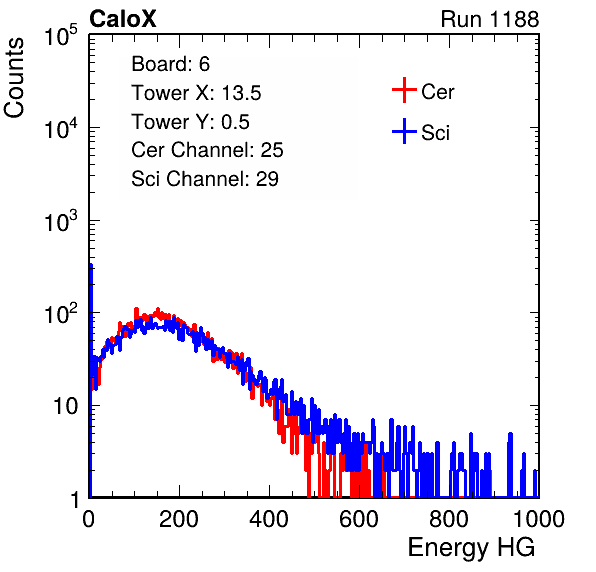 CaloX Run 1188
Counts
10^5
Board: 6
Tower X: 13.5
Tower Y: 0.5
Cer Channel: 25
Sci Channel: 29
Cer
Sci
10^4
10^3
10^2
10
1
0 200 400 600 800 1000
Energy HG